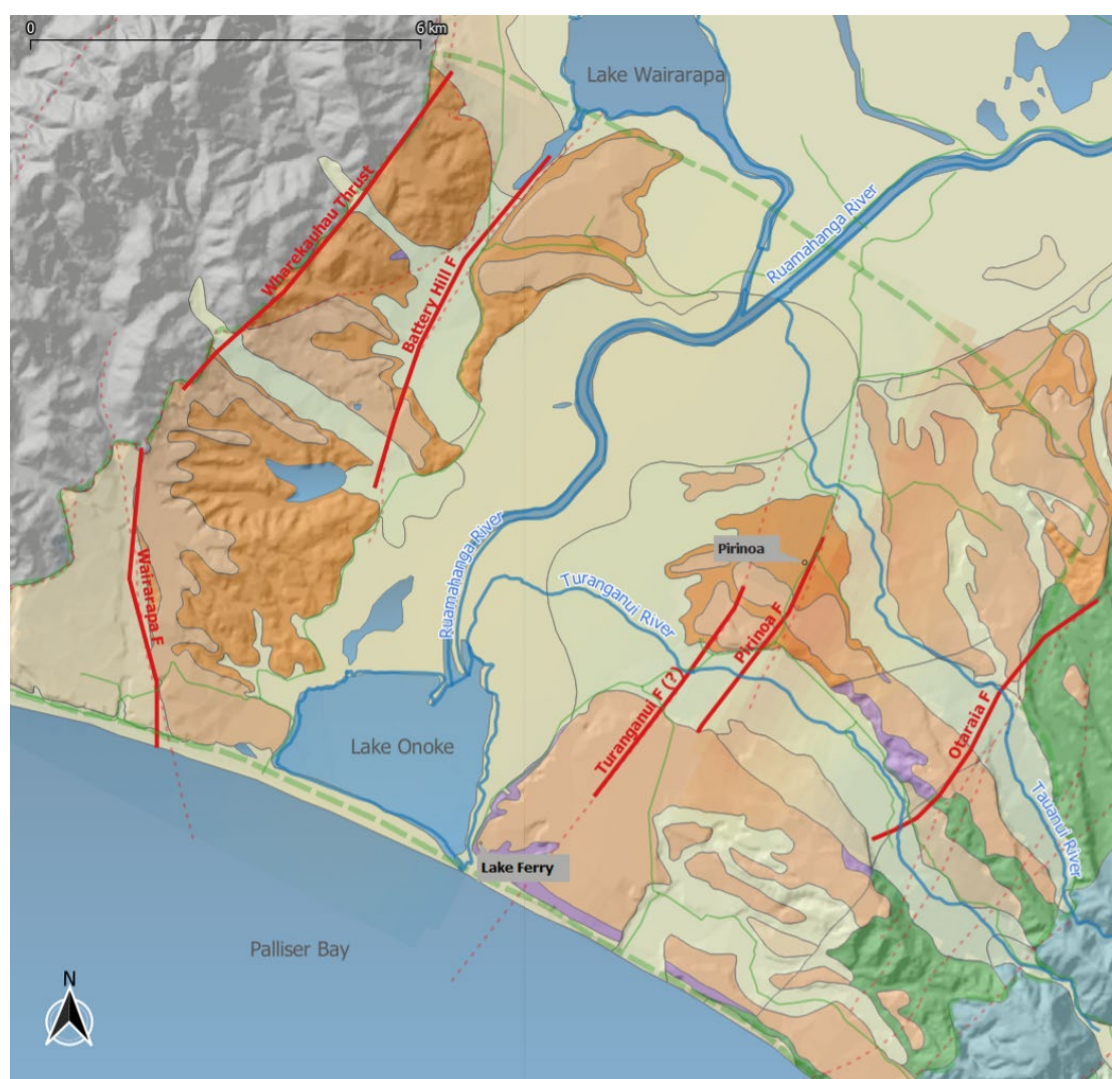 0
6 km
Lake Wairarapa
Wharekauhau Thrust
Ruamahanga River
Battery Hill F
Ruamahanga River
Pirinoa
Wairarapa F
Turanganui River
Pirinoa F
Turanganui F (?)
Otaraia F
Lake Onoke
Tauanui River
Lake Ferry
Palliser Bay
N